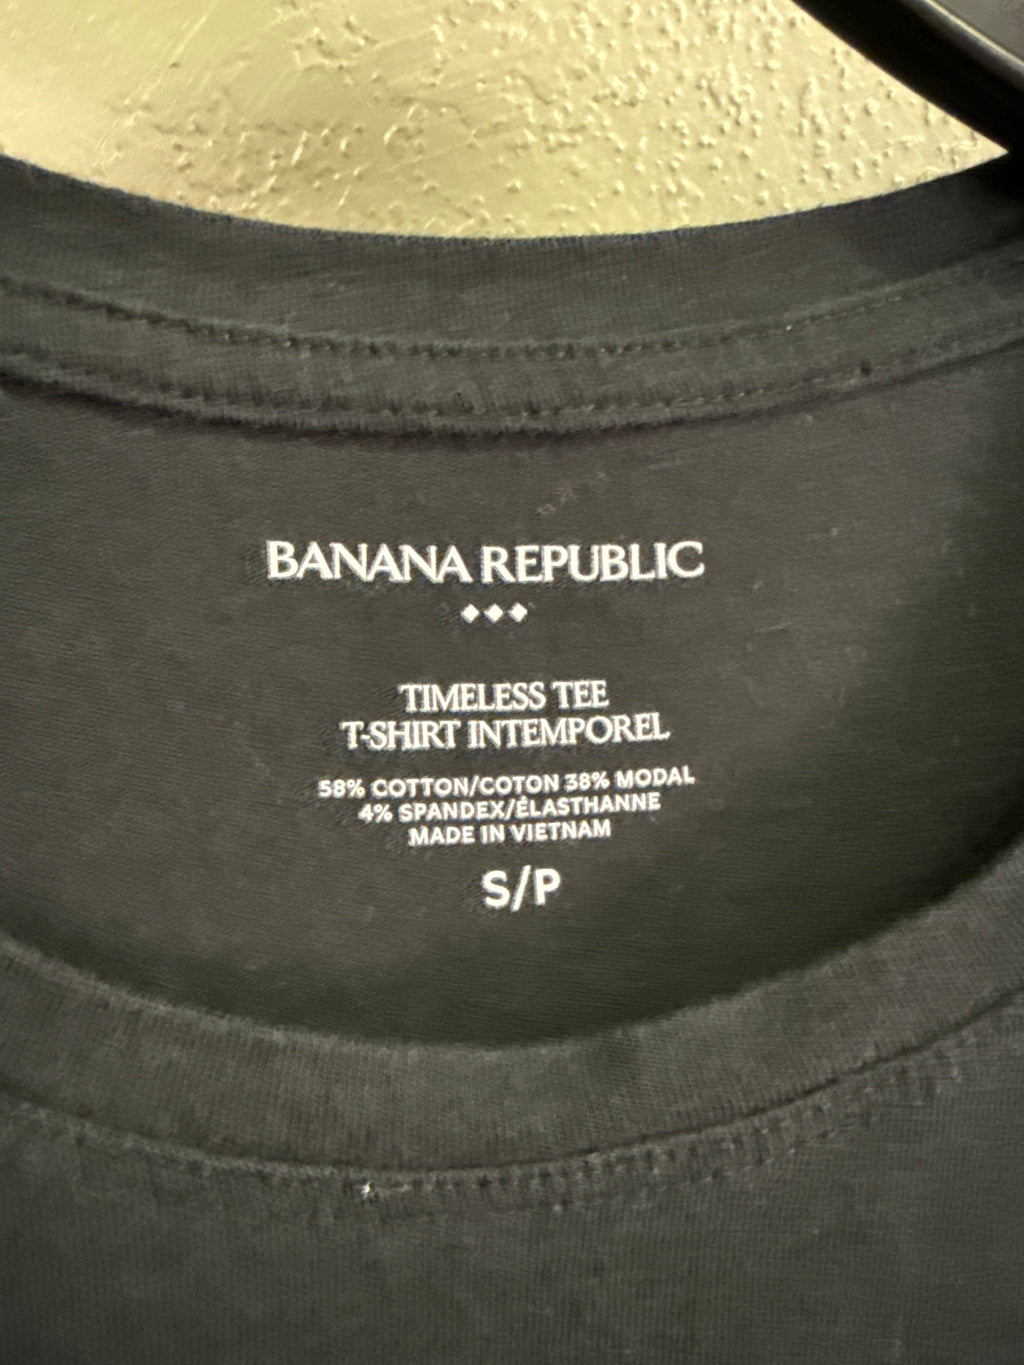 BANANA REPUBLIC
TIMELESS TEE
T-SHIRT INTEMPOREL
58% COTTON/COTON 38% MODAL
4% SPANDEX/ÉLASTHANNE
MADE IN VIETNAM
S/P